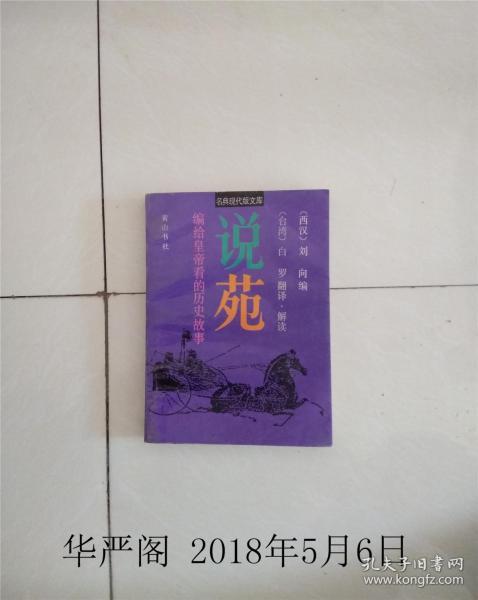 名典现代版文库
说苑
（西汉）刘 向编
（台湾）白 罗翻译·解读
编给皇帝看的历史故事
黄山书社
华严阁 2018年5月6日
孔夫子旧书网
www.kongfz.com